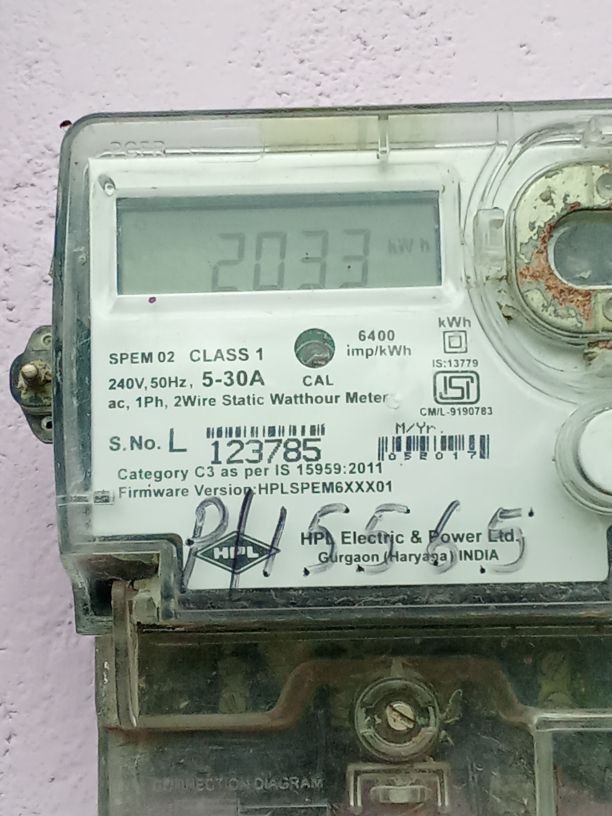 2033 kWh
SPEM 02 CLASS 1
6400
imp/kWh
kWh
IS:13779
240V,50Hz, 5-30A
CAL
ac, 1Ph, 2Wire Static Watthour Meter
CM/L-9190783
S.No. L 123785
M/Yr.
052017
Category C3 as per IS 15959:2011
Firmware Version:HPLSPEM6XXX01
HPL
HPL Electric & Power Ltd.
Gurgaon (Haryana) INDIA
CONNECTION DIAGRAM